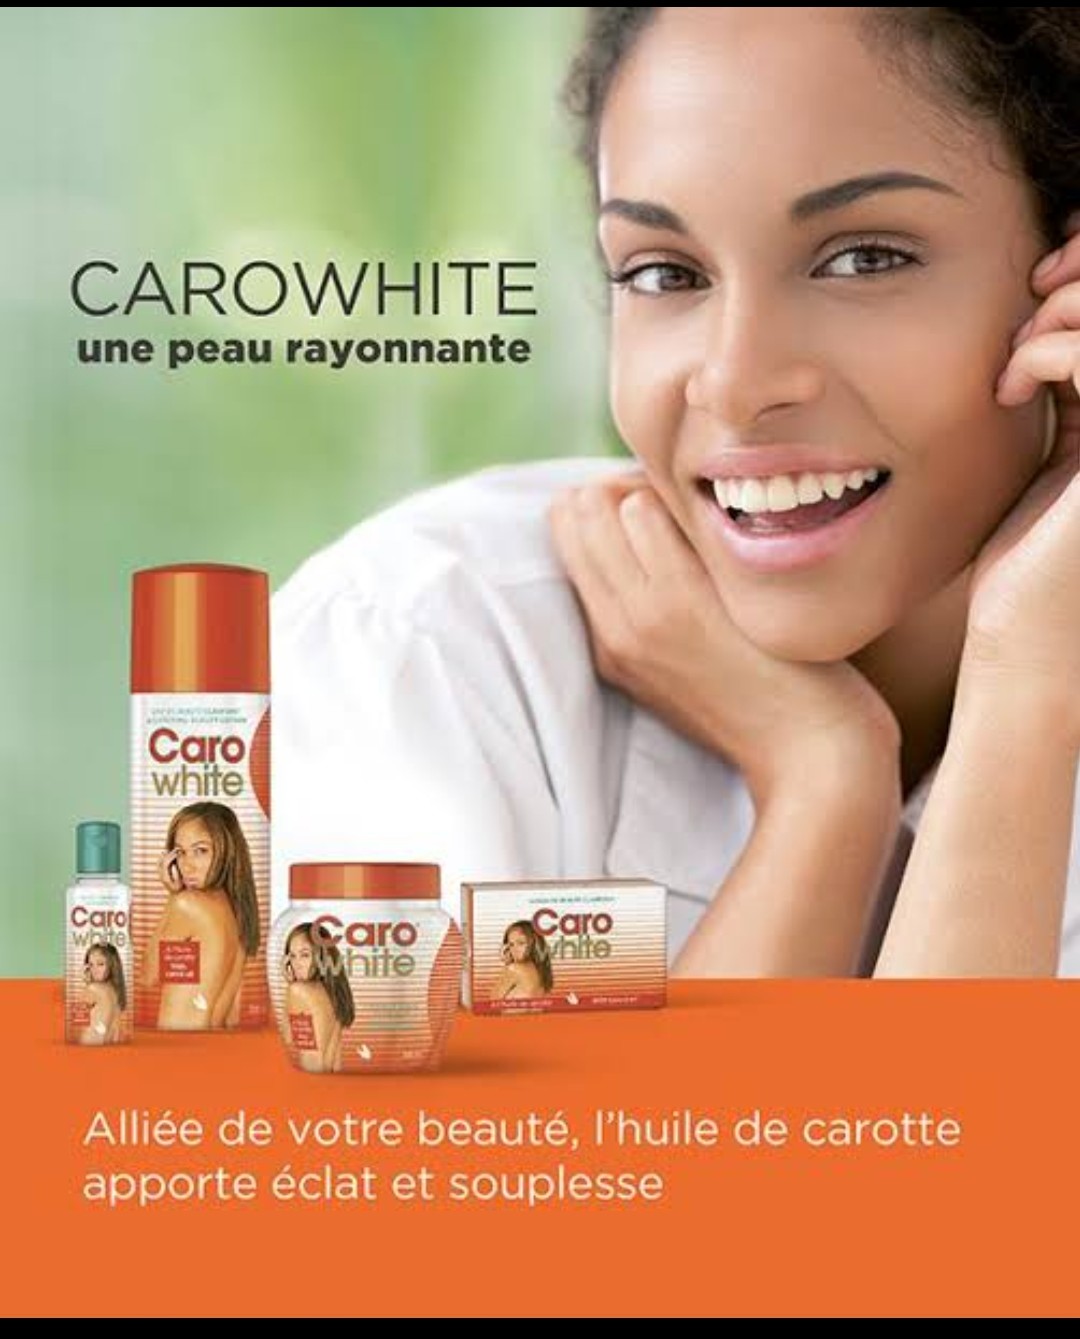 CAROWHITE
une peau rayonnante
Caro
white
Caro
white
Caro
white
Caro
white
Alliée de votre beauté, l'huile de carotte
apporte éclat et souplesse